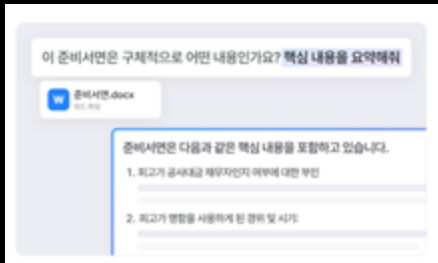 이 준비서면은 구체적으로 어떤 내용인가요? 핵심 내용을 요약해줘
W
준비서면.docx
워드 파일
준비서면은 다음과 같은 핵심 내용을 포함하고 있습니다.
1. 피고가 공사대금 채무자인지 여부에 대한 부인
2. 피고가 명함을 사용하게 된 경위 및 시기: